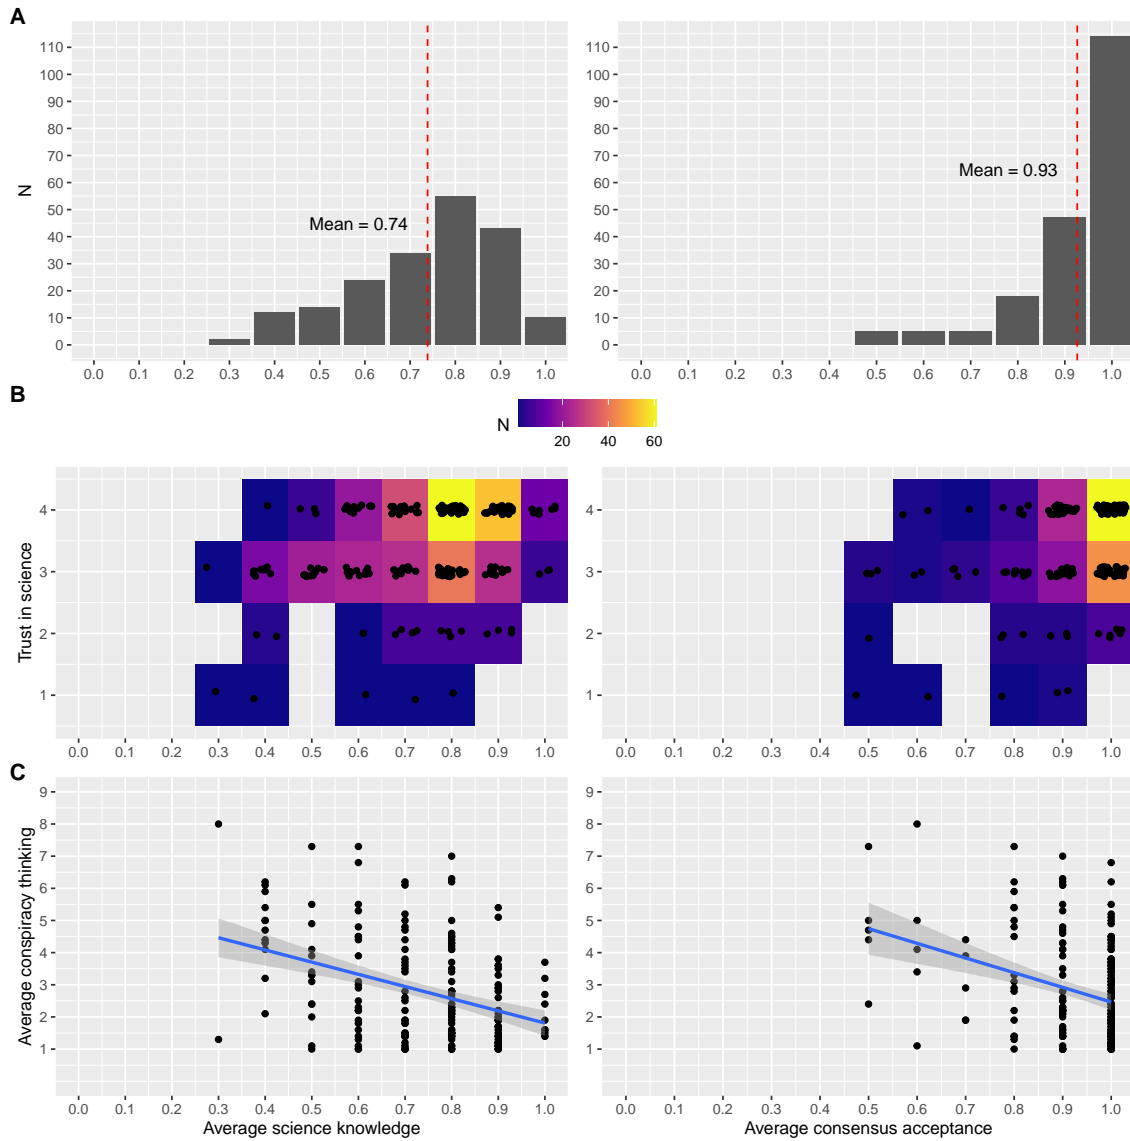 A
N
110
100
90
80
70
60
50
40
30
20
10
0
Mean = 0.74
Mean = 0.93
0.0 0.1 0.2 0.3 0.4 0.5 0.6 0.7 0.8 0.9 1.0
0.0 0.1 0.2 0.3 0.4 0.5 0.6 0.7 0.8 0.9 1.0
B
N
20 40 60
Trust in science
4
3
2
1
4
3
2
1
0.0 0.1 0.2 0.3 0.4 0.5 0.6 0.7 0.8 0.9 1.0
0.0 0.1 0.2 0.3 0.4 0.5 0.6 0.7 0.8 0.9 1.0
C
Average conspiracy thinking
9
8
7
6
5
4
3
2
1
9
8
7
6
5
4
3
2
1
0.0 0.1 0.2 0.3 0.4 0.5 0.6 0.7 0.8 0.9 1.0
0.0 0.1 0.2 0.3 0.4 0.5 0.6 0.7 0.8 0.9 1.0
Average science knowledge
Average consensus acceptance
110
100
90
80
70
60
50
40
30
20
10
0